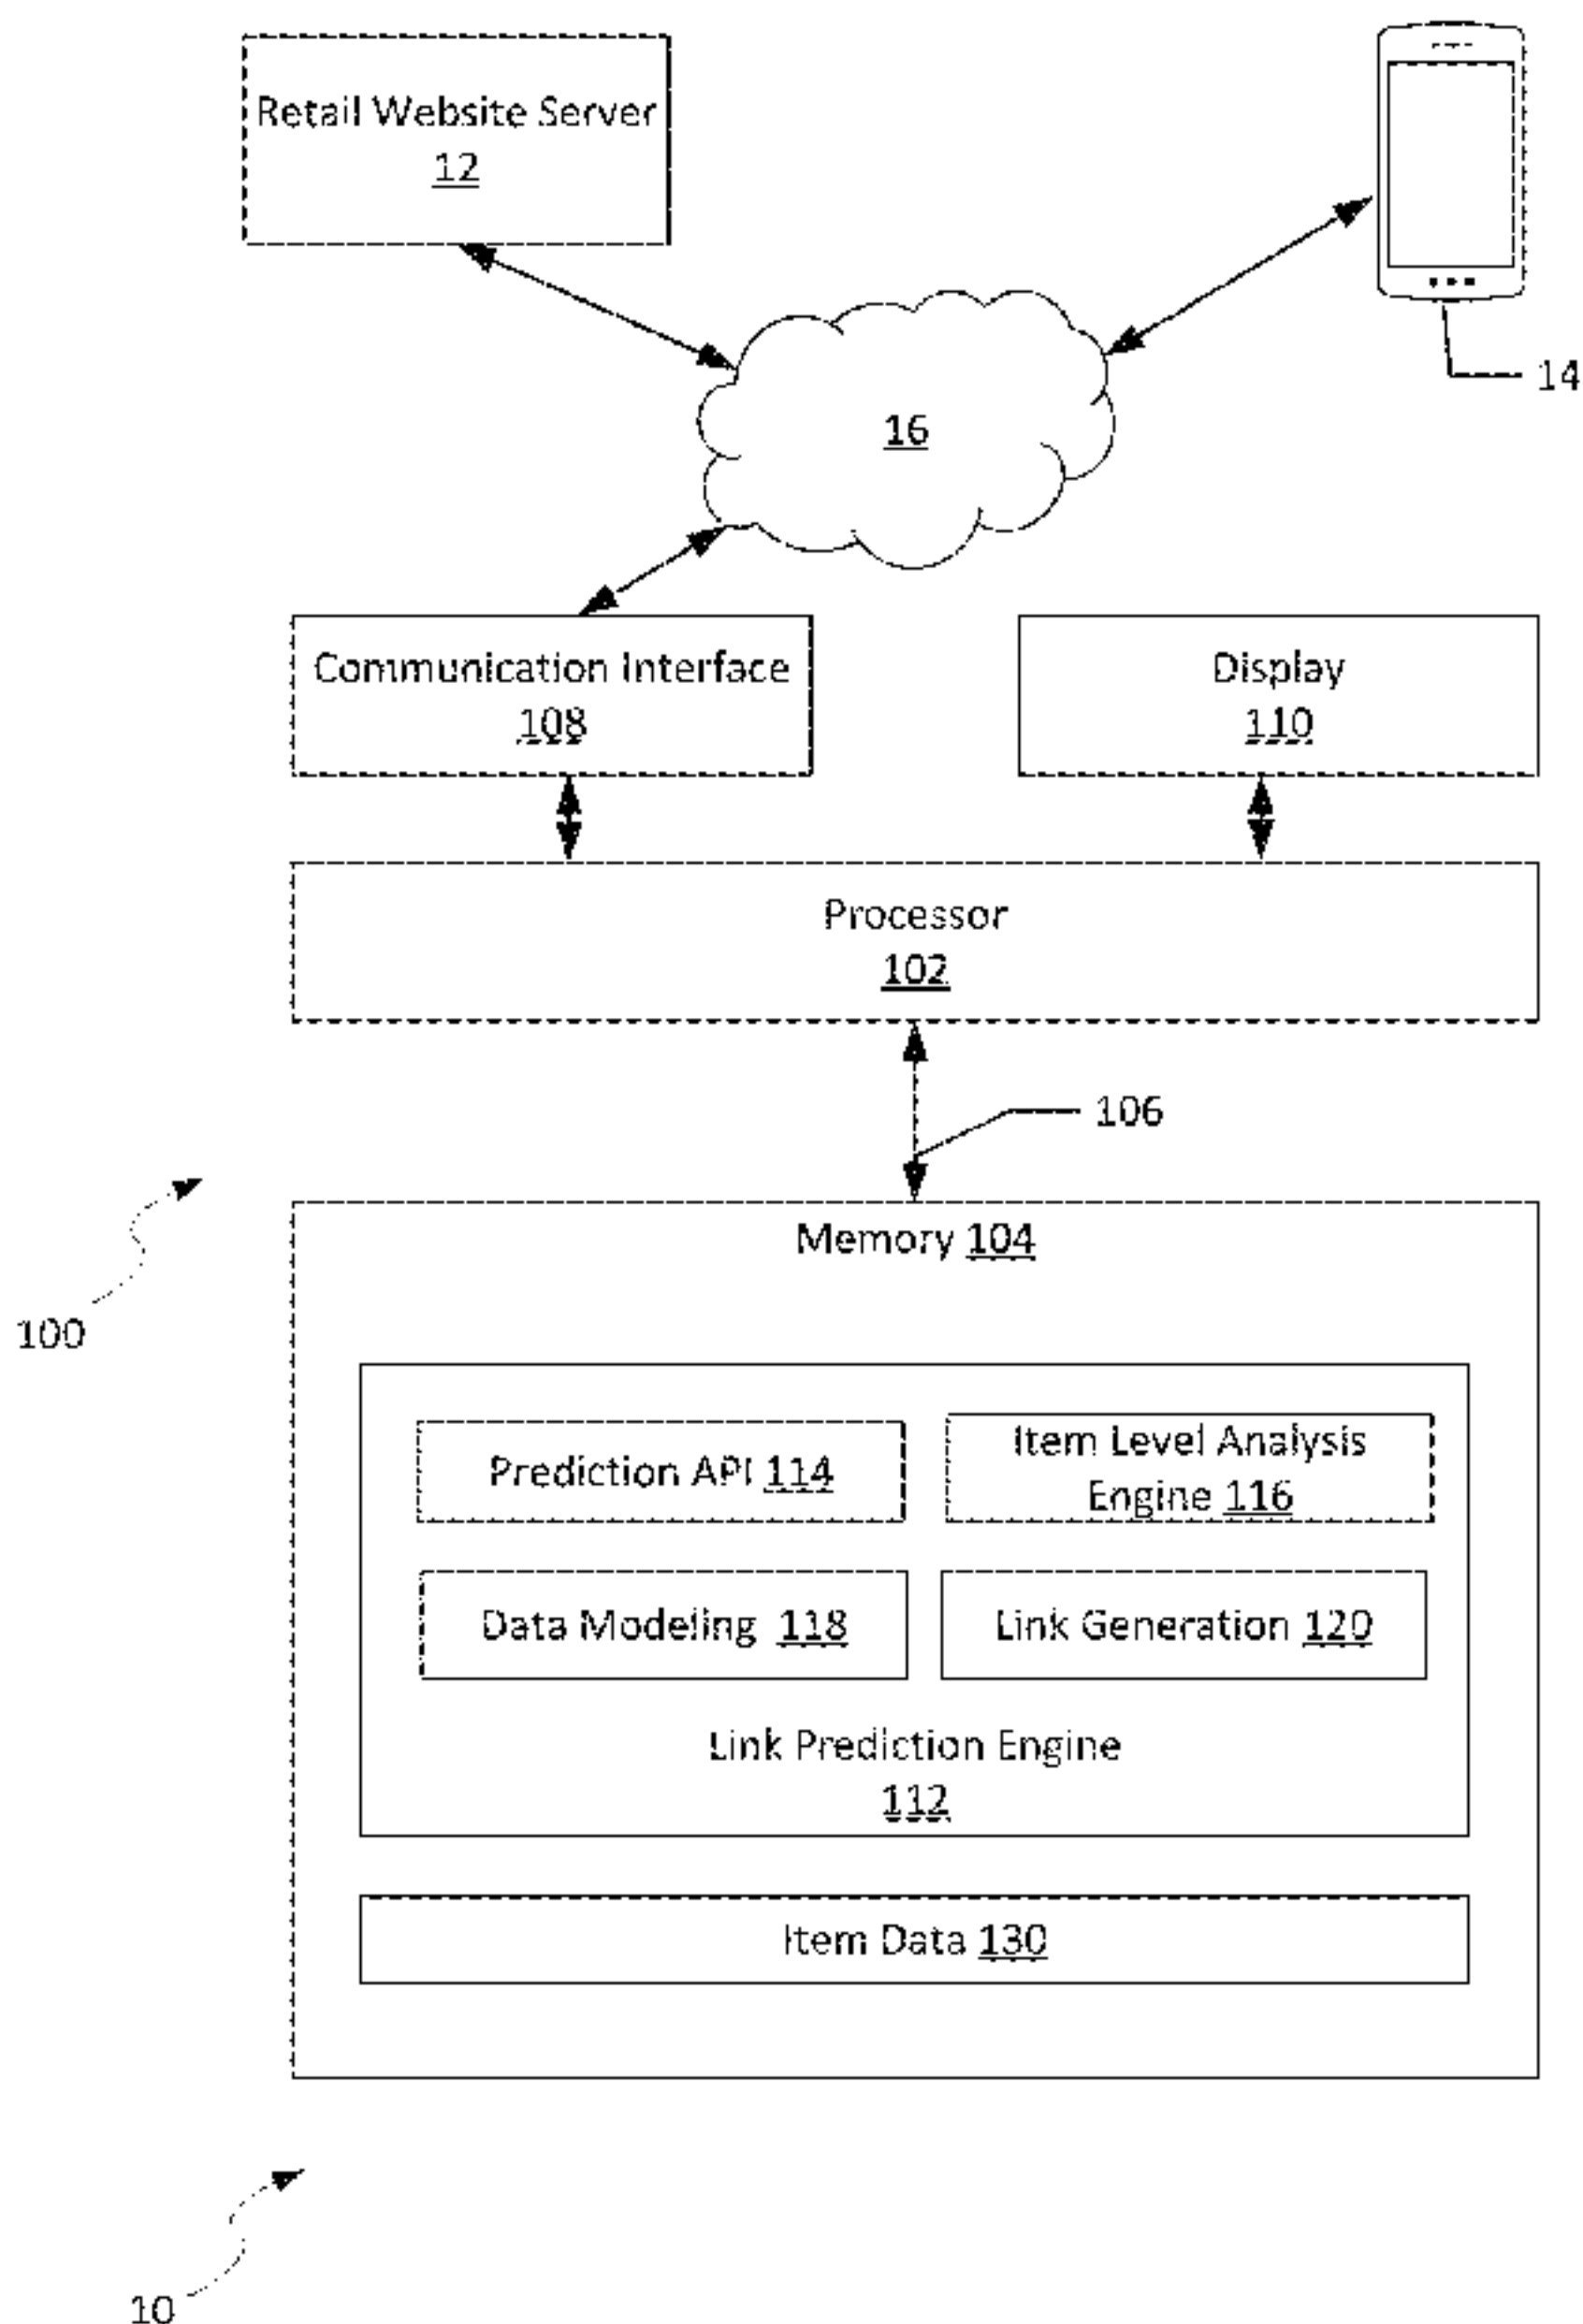 Retail Website Server
12
14
16
Communication Interface
108
Display
110
Processor
102
106
Memory 104
100
Prediction API 114
Item Level Analysis
Engine 116
Data Modeling 118
Link Generation 120
Link Prediction Engine
112
Item Data 130
10